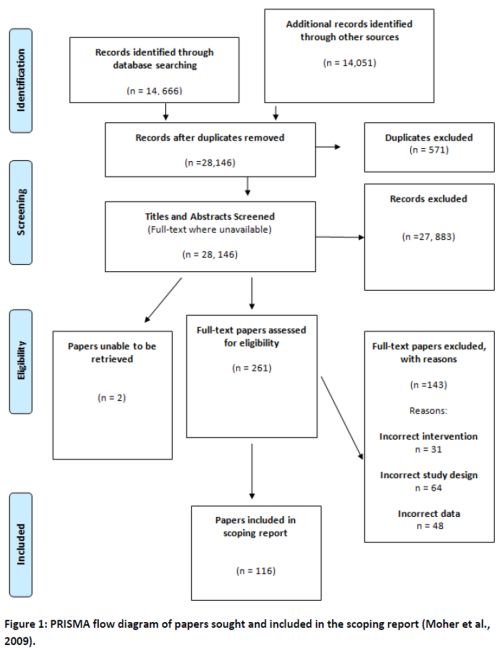 Identification
Records identified through
database searching
(n = 14, 666)
Additional records identified
through other sources
(n = 14,051)
Records after duplicates removed
(n =28,146)
Duplicates excluded
(n = 571)
Screening
Titles and Abstracts Screened
(Full-text where unavailable)
(n = 28, 146)
Records excluded
(n =27, 883)
Eligibility
Papers unable to be
retrieved
(n = 2)
Full-text papers assessed
for eligibility
(n = 261)
Full-text papers excluded,
with reasons
(n =143)
Reasons:
Incorrect intervention
n = 31
Incorrect study design
n = 64
Incorrect data
n = 48
Included
Papers included in
scoping report
(n = 116)
Figure 1: PRISMA flow diagram of papers sought and included in the scoping report (Moher et al.,
2009).